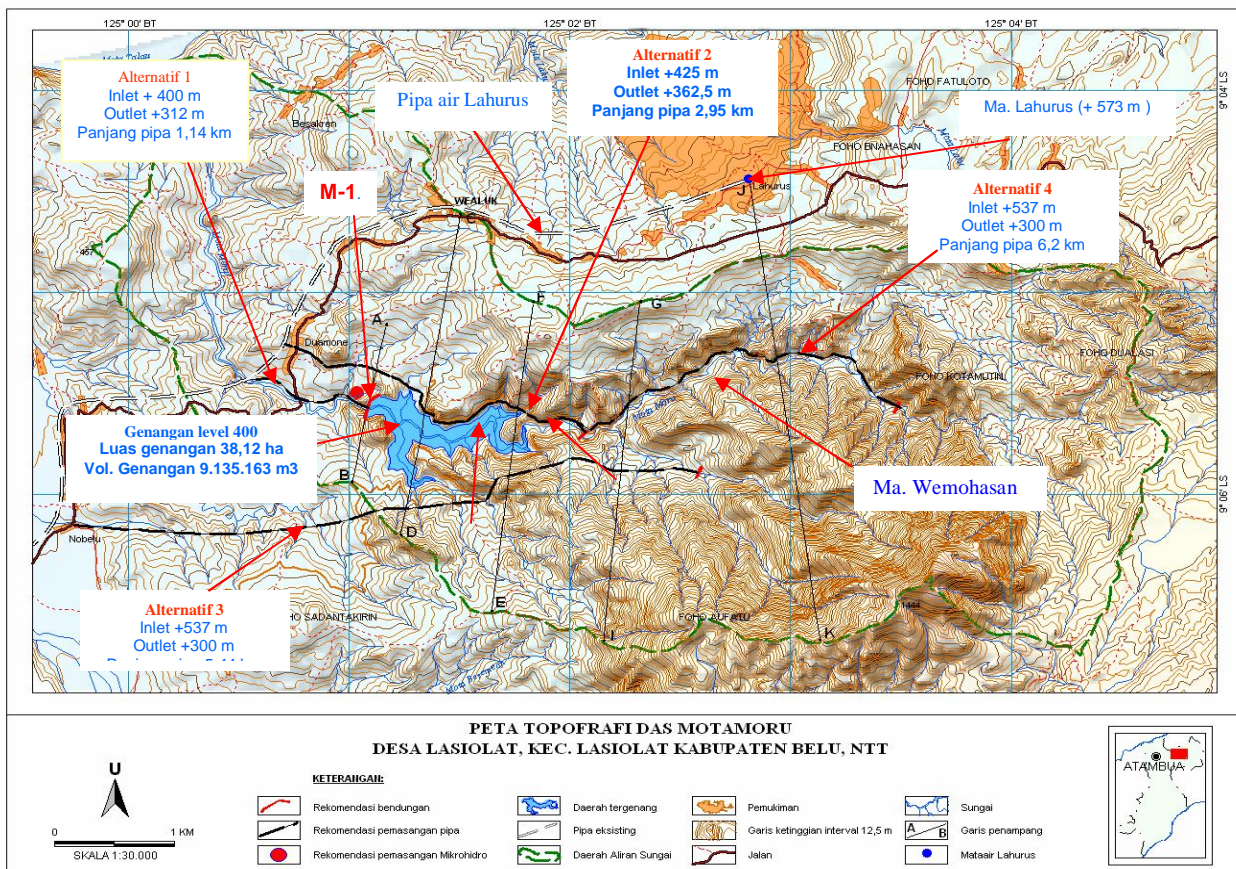 125° 00' BT
125° 02' BT
125° 04' BT
9° 04' LS
9° 06' LS
Alternatif 1
Inlet + 400 m
Outlet +312 m
Panjang pipa 1,14 km
Pipa air Lahurus
Alternatif 2
Inlet +425 m
Outlet +362,5 m
Panjang pipa 2,95 km
Ma. Lahurus (+ 573 m )
Alternatif 4
Inlet +537 m
Outlet +300 m
Panjang pipa 6,2 km
M-1.
Besakren
FOHO FATULOTO
FOHO BNAHASAN
WEALUK
C
J
Lahurus
457
F
G
A
Duamone
FOHO DUALASI
FOHO KOTAMUTIN
Mota Moru
Genangan level 400
Luas genangan 38,12 ha
Vol. Genangan 9.135.163 m3
Ma. Wemohasan
B
D
Nobelu
E
I
K
FOHO AUFATU
1444
Alternatif 3
Inlet +537 m
Outlet +300 m
HO SADANTAKIRIN
PETA TOPOFRAFI DAS MOTAMORU
DESA LASIOLAT, KEC. LASIOLAT KABUPATEN BELU, NTT
U
0 1 KM
SKALA 1:30.000
KETERANGAN:
Rekomendasi bendungan
Rekomendasi pemasangan pipa
Rekomendasi pemasangan Mikrohidro
Daerah tergenang
Pipa eksisting
Daerah Aliran Sungai
Pemukiman
Garis ketinggian interval 12,5 m
Jalan
Sungai
A
B
Garis penampang
Mataair Lahurus
ATAMBUA